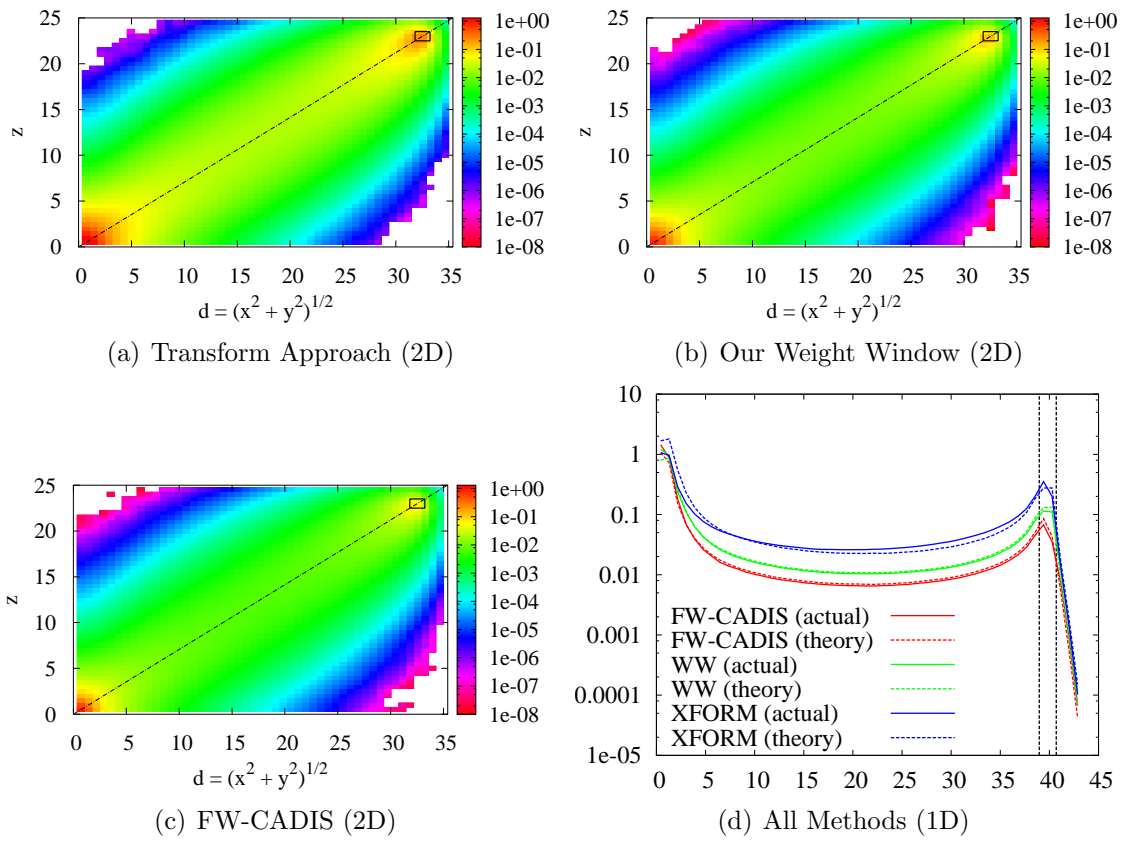 25
20
15
10
5
0
z
0 5 10 15 20 25 30 35
d = (x² + y²)^1/2
1e+00
1e-01
1e-02
1e-03
1e-04
1e-05
1e-06
1e-07
1e-08
(a) Transform Approach (2D)
25
20
15
10
5
0
z
0 5 10 15 20 25 30 35
d = (x² + y²)^1/2
1e+00
1e-01
1e-02
1e-03
1e-04
1e-05
1e-06
1e-07
1e-08
(b) Our Weight Window (2D)
25
20
15
10
5
0
z
0 5 10 15 20 25 30 35
d = (x² + y²)^1/2
1e+00
1e-01
1e-02
1e-03
1e-04
1e-05
1e-06
1e-07
1e-08
(c) FW-CADIS (2D)
10
1
0.1
0.01
0.001
0.0001
1e-05
FW-CADIS (actual)
FW-CADIS (theory)
WW (actual)
WW (theory)
XFORM (actual)
XFORM (theory)
0 5 10 15 20 25 30 35 40 45
(d) All Methods (1D)